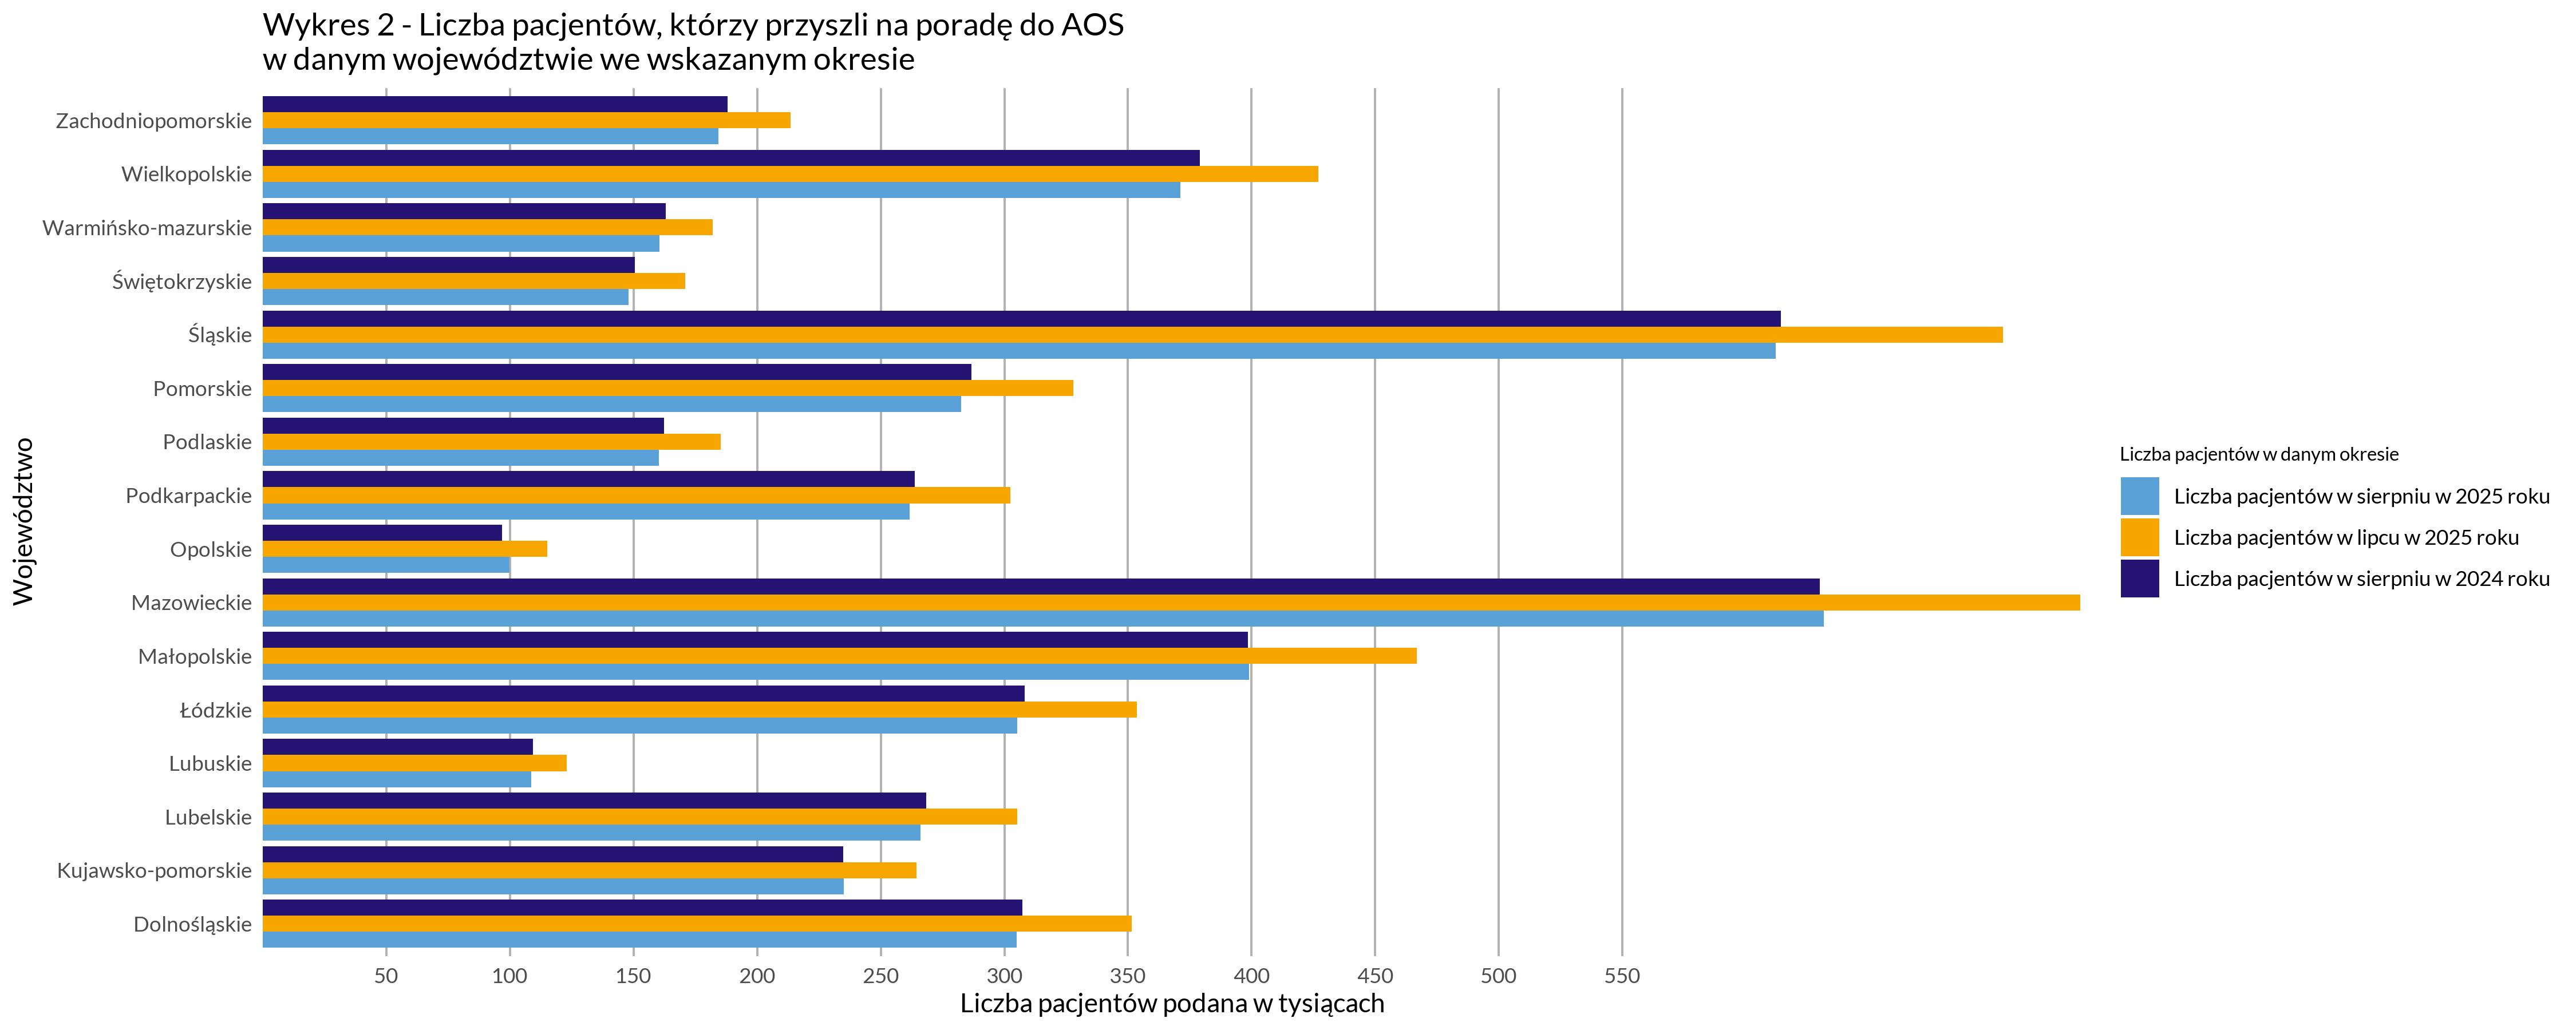 Wykres 2 - Liczba pacjentów, którzy przyszli na poradę do AOS
w danym województwie we wskazanym okresie
Województwo
Zachodniopomorskie
Wielkopolskie
Warmińsko-mazurskie
Świętokrzyskie
Śląskie
Pomorskie
Podlaskie
Podkarpackie
Opolskie
Mazowieckie
Małopolskie
Łódzkie
Lubuskie
Lubelskie
Kujawsko-pomorskie
Dolnośląskie
50 100 150 200 250 300 350 400 450 500 550
Liczba pacjentów podana w tysiącach
Liczba pacjentów w danym okresie
Liczba pacjentów w sierpniu w 2025 roku
Liczba pacjentów w lipcu w 2025 roku
Liczba pacjentów w sierpniu w 2024 roku